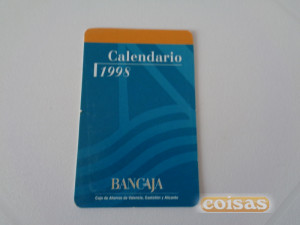 Calendario
1998
BANCAJA
Caja de Ahorros de Valencia, Castellón y Alicante
coisas